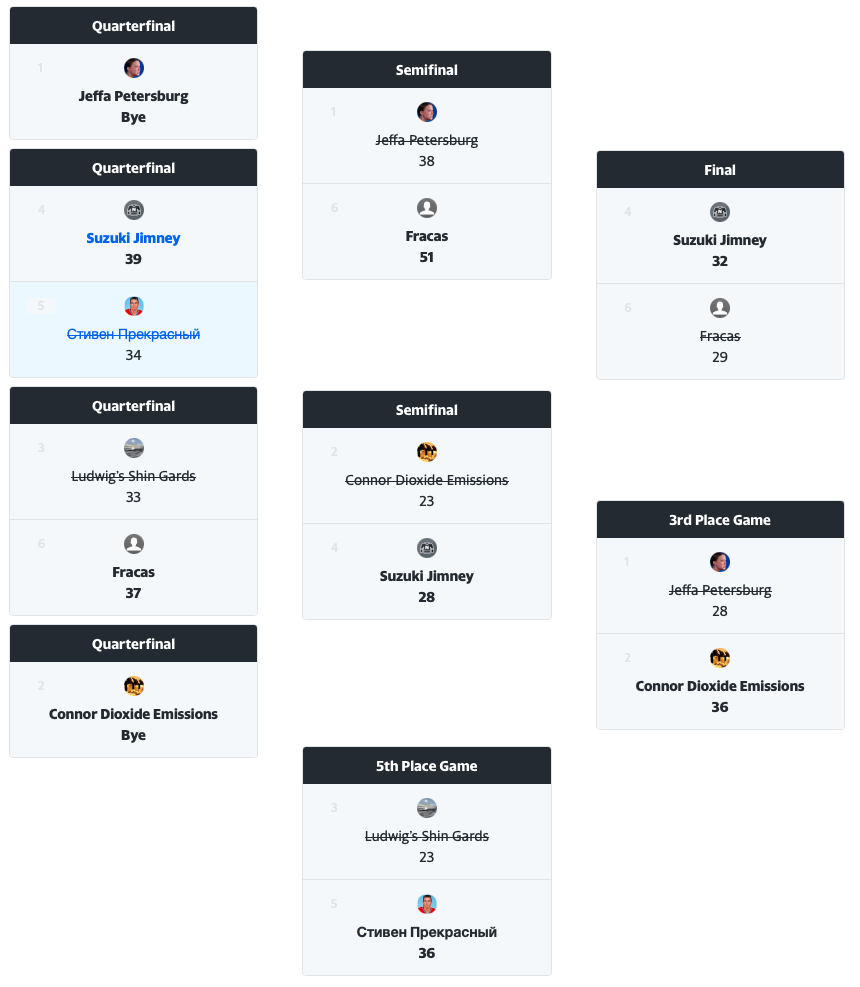 Quarterfinal
1
Jeffa Petersburg
Bye
Quarterfinal
4
Suzuki Jimney
39
5
Стивен Прекрасный
34
Quarterfinal
3
Ludwig's Shin Gards
33
6
Fracas
37
Quarterfinal
2
Connor Dioxide Emissions
Bye
Semifinal
1
Jeffa Petersburg
38
6
Fracas
51
Semifinal
2
Connor Dioxide Emissions
23
4
Suzuki Jimney
28
5th Place Game
3
Ludwig's Shin Gards
23
5
Стивен Прекрасный
36
Final
4
Suzuki Jimney
32
6
Fracas
29
3rd Place Game
1
Jeffa Petersburg
28
2
Connor Dioxide Emissions
36